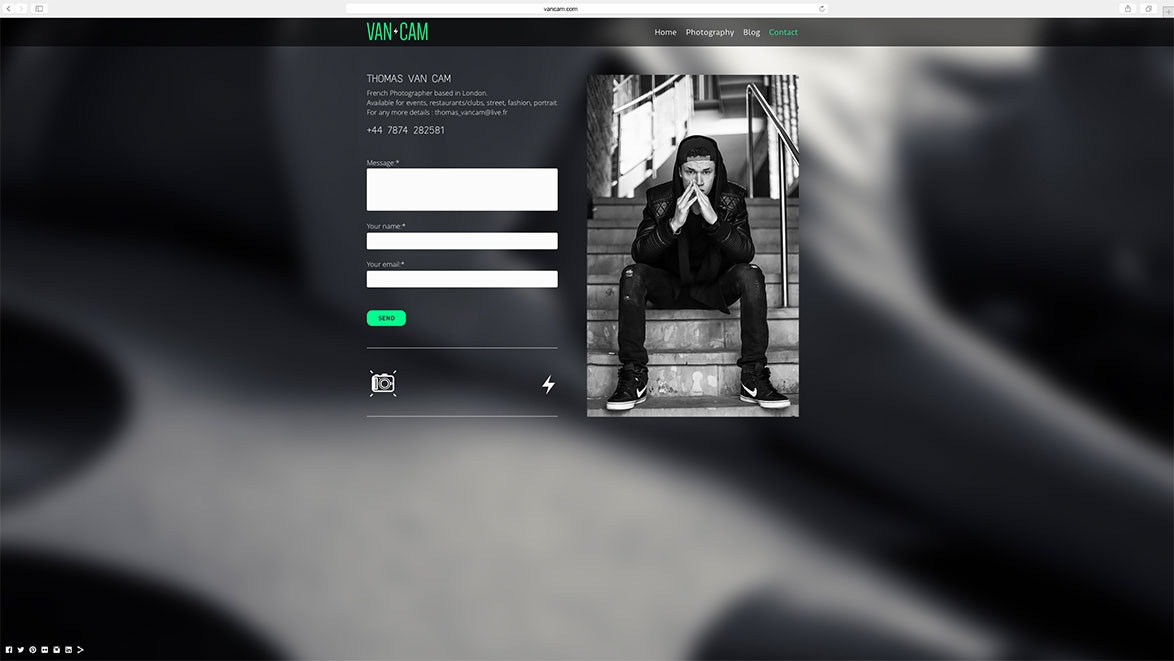 vancam.com
VAN CAM
Home Photography Blog Contact
THOMAS VAN CAM
French Photographer based in London.
Available for events, restaurants/clubs, street, fashion, portrait.
For any more details : thomas_vancam@live.fr
+44 7874 282581
Message:*
Your name:*
Your email:*
SEND